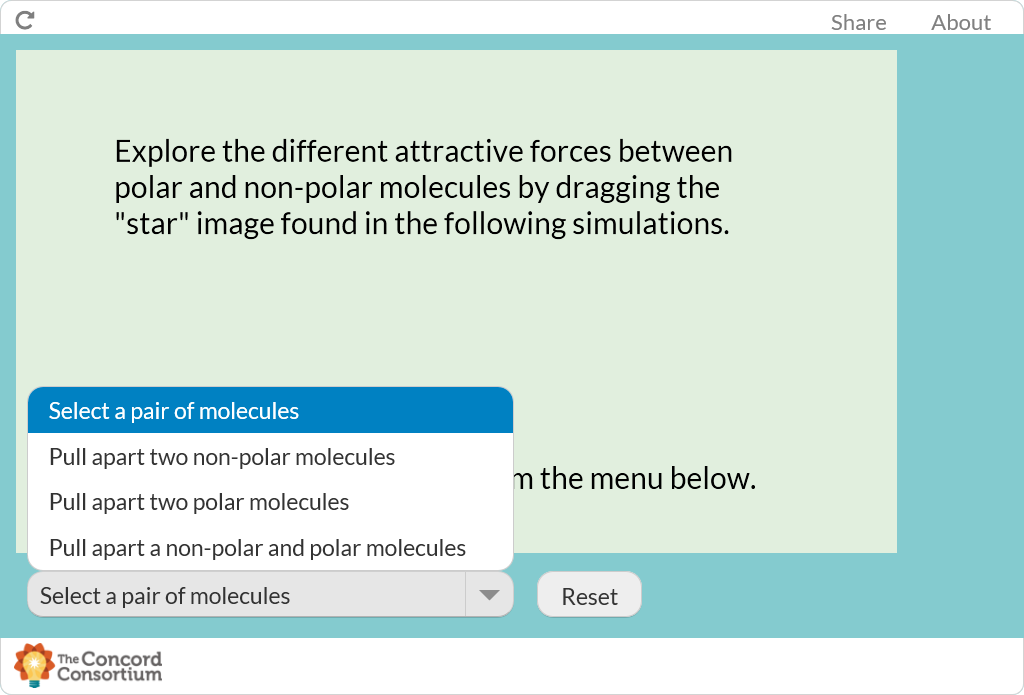 Share About
Explore the different attractive forces between
polar and non-polar molecules by dragging the
"star" image found in the following simulations.
Select a pair of molecules
Pull apart two non-polar molecules
the menu below.
Pull apart two polar molecules
Pull apart a non-polar and polar molecules
Select a pair of molecules
Reset
The Concord
Consortium